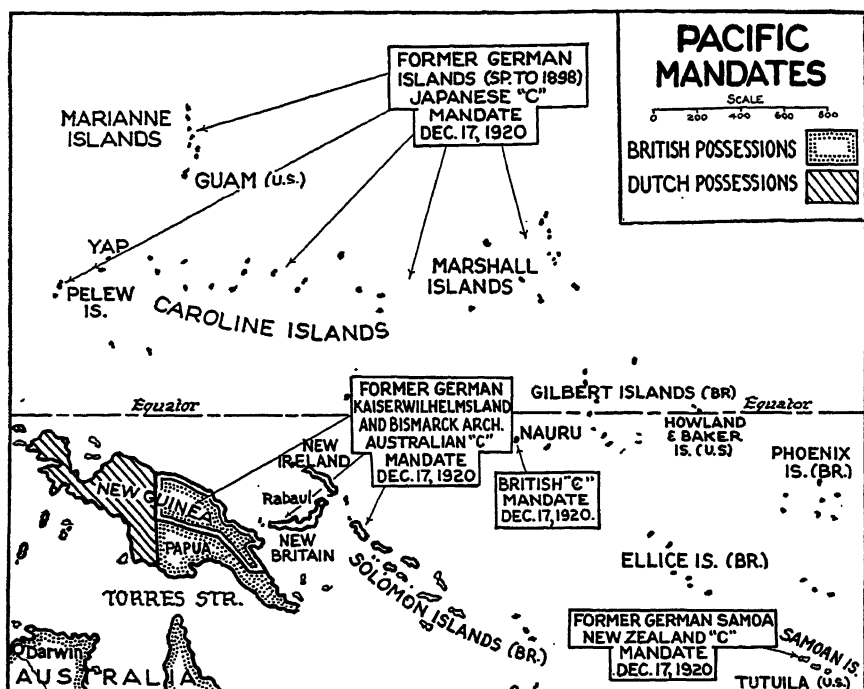 PACIFIC
MANDATES
SCALE
0 200 400 600 800
BRITISH POSSESSIONS
DUTCH POSSESSIONS
FORMER GERMAN
ISLANDS (SP. TO 1898)
JAPANESE "C"
MANDATE
DEC. 17, 1920
MARIANNE
ISLANDS
GUAM (U.S.)
YAP
PELEW
IS.
CAROLINE ISLANDS
MARSHALL
ISLANDS
Equator
FORMER GERMAN
KAISERWILHELMSLAND
AND BISMARCK ARCH.
AUSTRALIAN "C"
MANDATE
DEC. 17, 1920
GILBERT ISLANDS (BR)
Equator
NAURU
HOWLAND
& BAKER
IS. (U.S)
PHOENIX
IS. (BR.)
BRITISH "C"
MANDATE
DEC. 17, 1920.
NEW
IRELAND
Rabaul
NEW
BRITAIN
NEW GUINEA
PAPUA
TORRES STR.
SOLOMON ISLANDS (BR.)
ELLICE IS. (BR.)
FORMER GERMAN SAMOA
NEW ZEALAND "C"
MANDATE
DEC. 17, 1920
SAMOAN IS.
TUTUILA (U.S.)
Darwin
AUSTRALIA